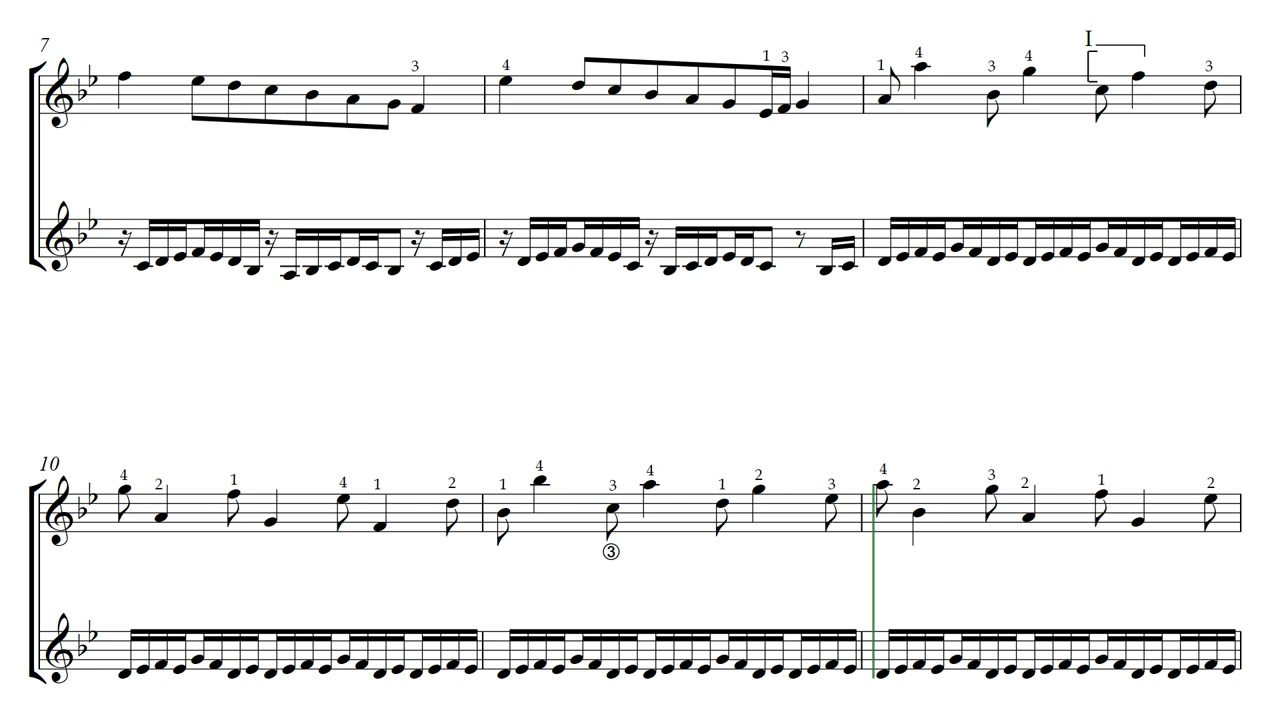 7
3
4
1 3
1 4 3 4 I 3
10
4 2 1 4 1 2
1 4 3 4 1 2 3
③
4 2 3 2 1 2